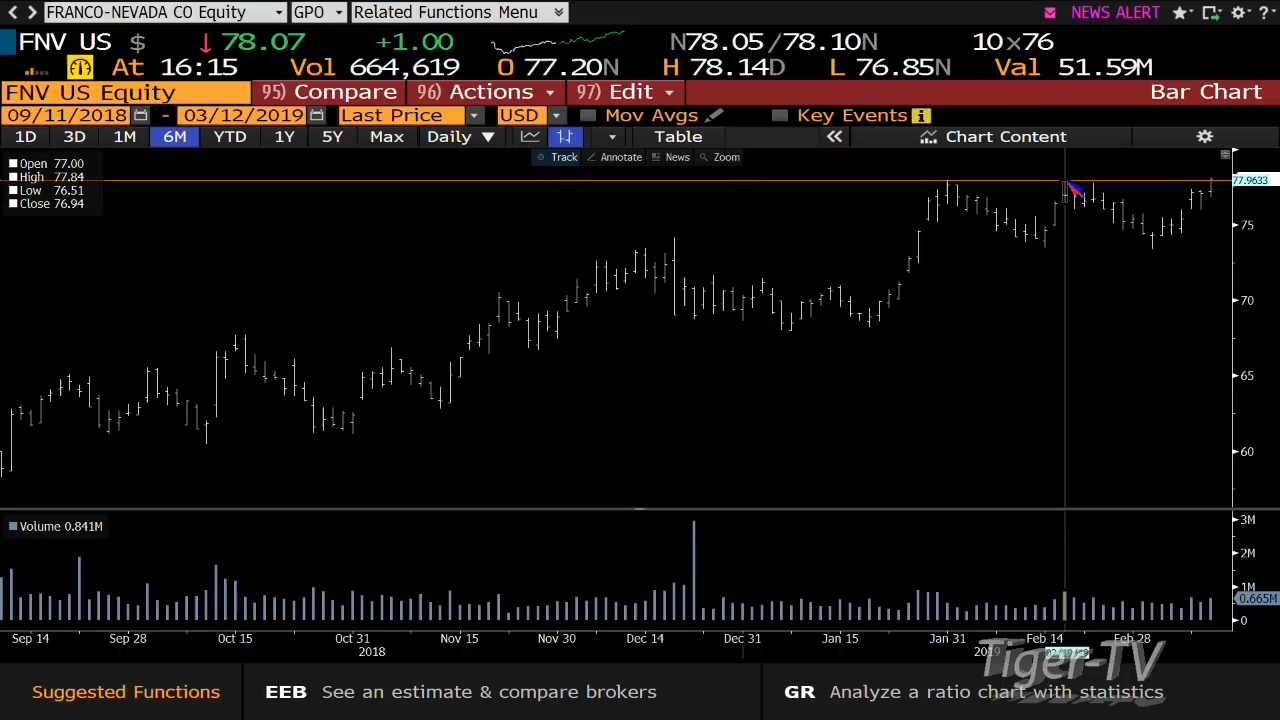 FRANCO-NEVADA CO Equity GPO Related Functions Menu NEWS ALERT ?
FNV US $ ↓ 78.07 +1.00 N78.05/78.10N 10x76
At 16:15 Vol 664,619 O 77.20N H 78.14D L 76.85N Val 51.59M
FNV US Equity 95) Compare 96) Actions 97) Edit Bar Chart
09/11/2018 - 03/12/2019 Last Price USD Mov Avgs Key Events
1D 3D 1M 6M YTD 1Y 5Y Max Daily ▼ Table « Chart Content
Track Annotate News Zoom
Open 77.00
High 77.84
Low 76.51
Close 76.94
77.9633
75
70
65
60
Volume 0.841M
3M
2M
1M
0.665M
0
Sep 14 Sep 28 Oct 15 Oct 31 Nov 15 Nov 30 Dec 14 Dec 31 Jan 15 Jan 31 Feb 14 Feb 28
2018 2019 02/19/19
Tiger-TV
Suggested Functions EEB See an estimate & compare brokers GR Analyze a ratio chart with statistics